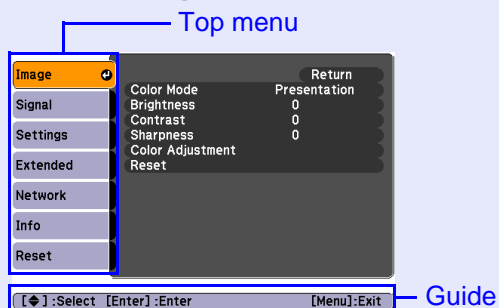 Top menu
Image
Return
Color Mode Presentation
Signal
Brightness 0
Contrast 0
Settings
Sharpness 0
Color Adjustment
Extended
Reset
Network
Info
Reset
[◆]:Select [Enter]:Enter [Menu]:Exit
Guide